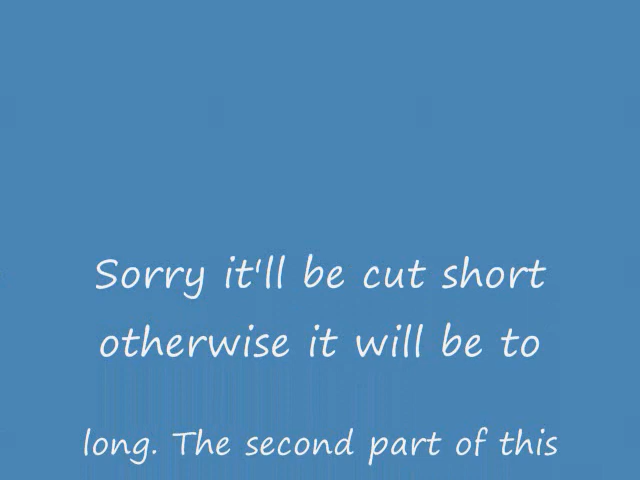 Sorry it'll be cut short
otherwise it will be to
long. The second part of this